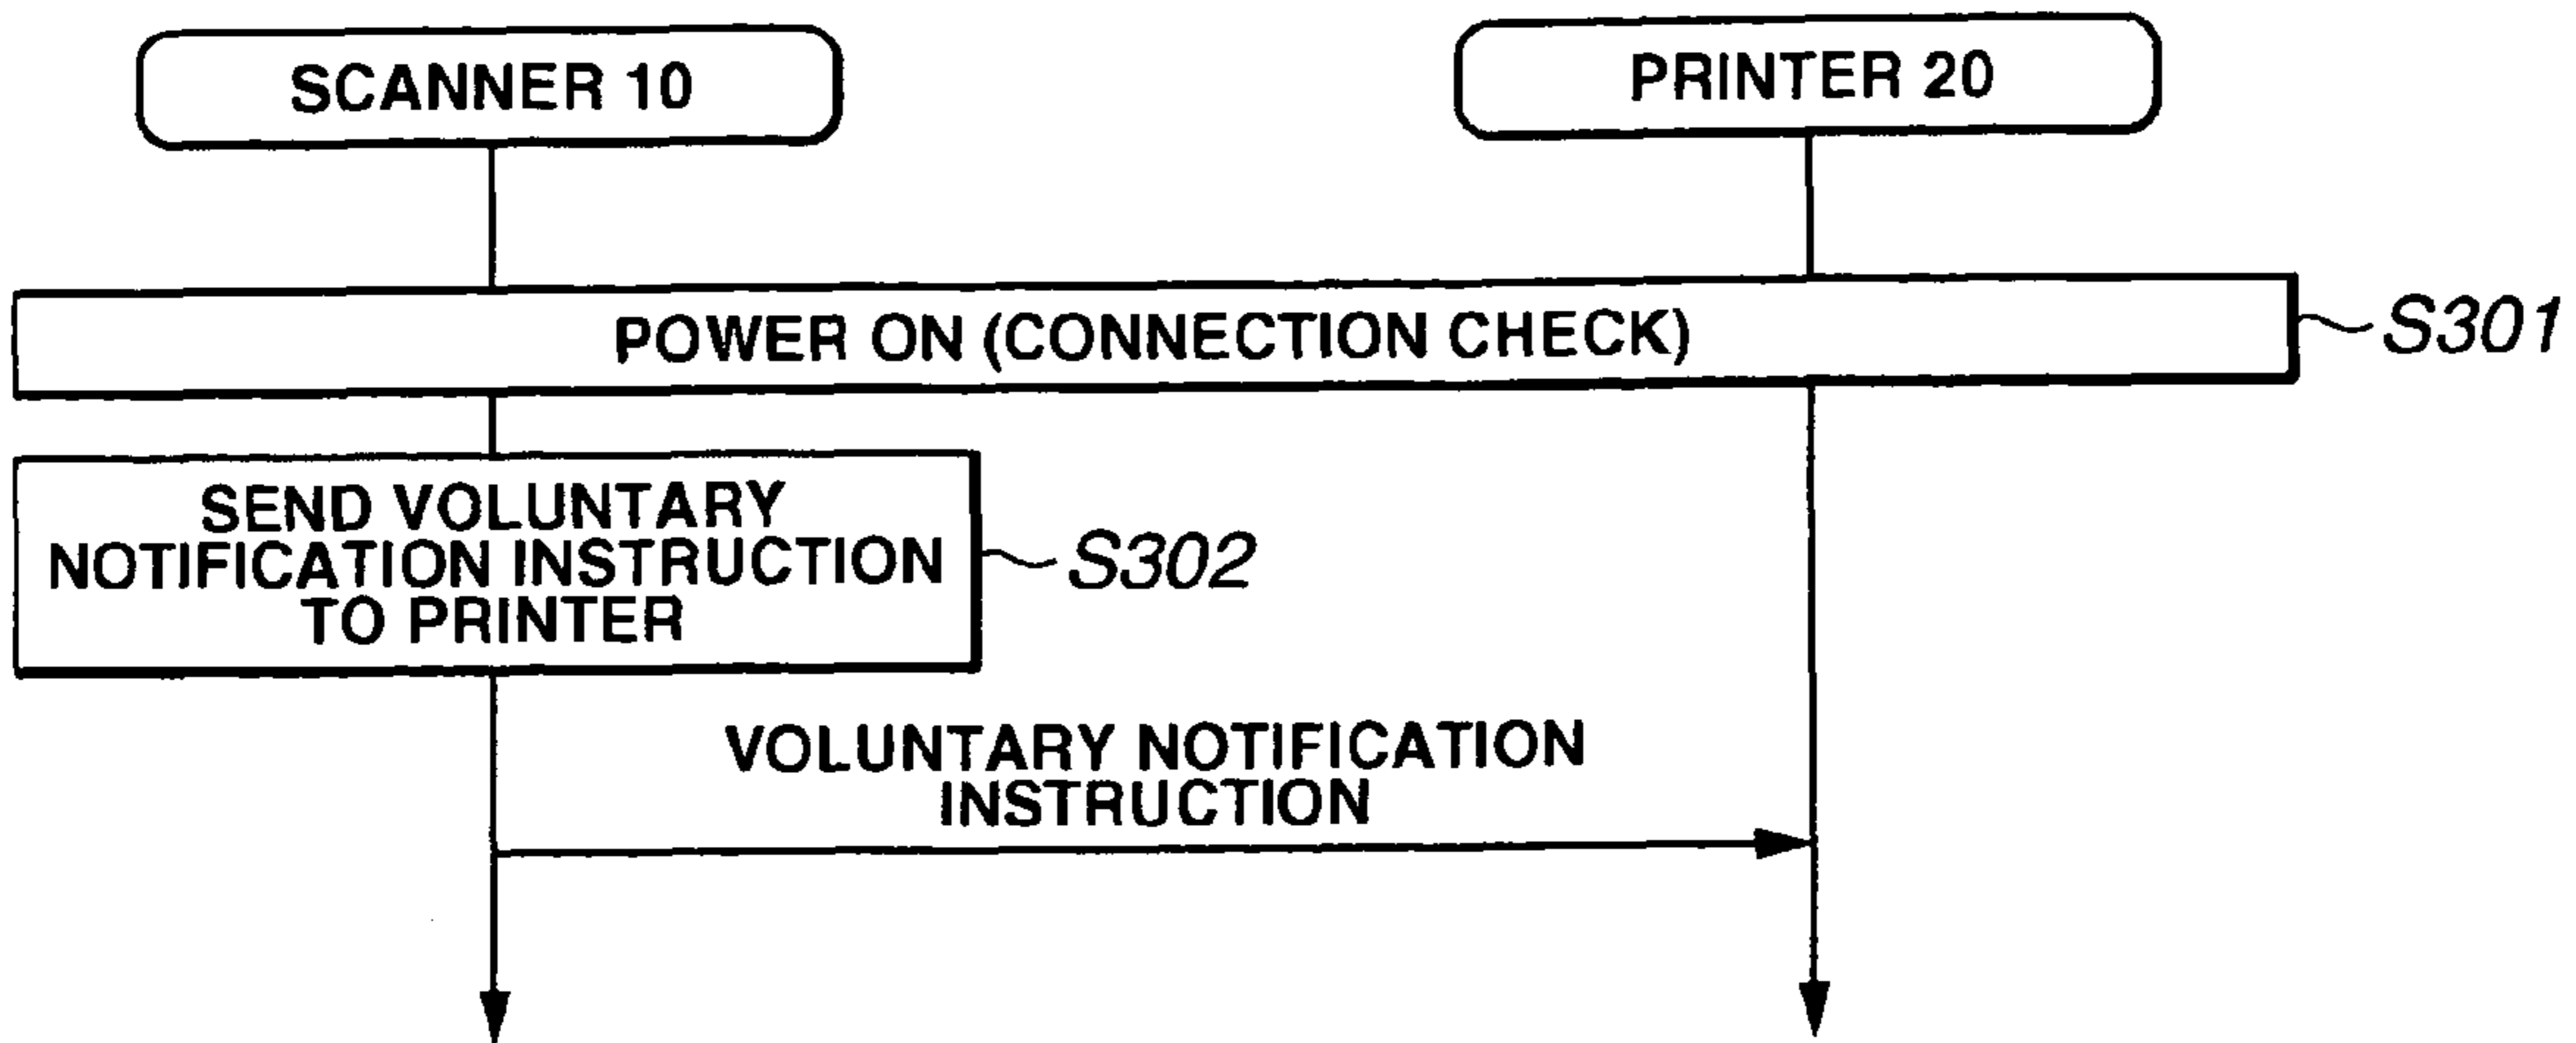 SCANNER 10
PRINTER 20
POWER ON (CONNECTION CHECK)
S301
SEND VOLUNTARY
NOTIFICATION INSTRUCTION
TO PRINTER
S302
VOLUNTARY NOTIFICATION
INSTRUCTION